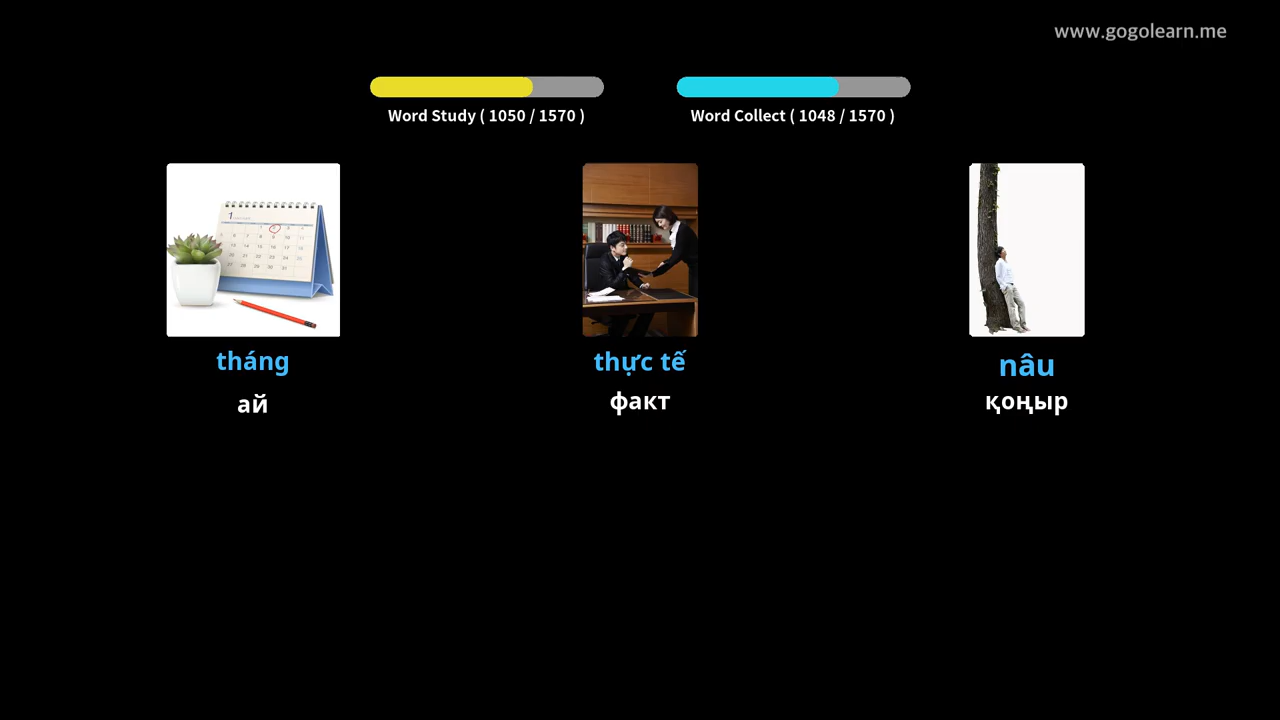 www.gogolearn.me
Word Study ( 1050 / 1570 )
Word Collect ( 1048 / 1570 )
tháng
ай
thực tế
факт
nâu
қоңыр